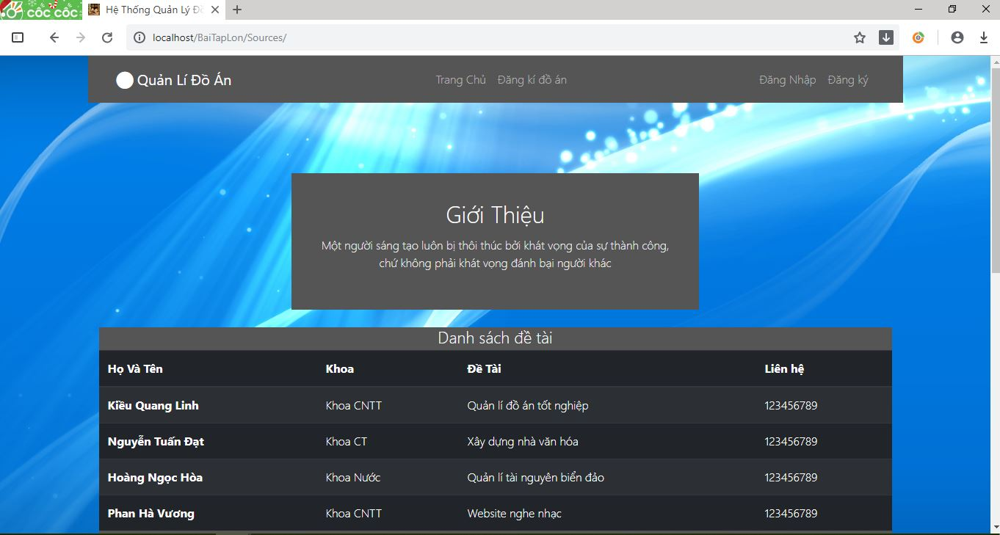 cốc cốc
Hệ Thống Quản Lý Đồ
localhost/BaiTapLon/Sources/
Quản Lí Đồ Án
Trang Chủ Đăng kí đồ án
Đăng Nhập Đăng ký
Giới Thiệu
Một người sáng tạo luôn bị thôi thúc bởi khát vọng của sự thành công,
chứ không phải khát vọng đánh bại người khác
Danh sách đề tài
Họ Và Tên Khoa Đề Tài Liên hệ
Kiều Quang Linh Khoa CNTT Quản lí đồ án tốt nghiệp 123456789
Nguyễn Tuấn Đạt Khoa CT Xây dựng nhà văn hóa 123456789
Hoàng Ngọc Hòa Khoa Nước Quản lí tài nguyên biển đảo 123456789
Phan Hà Vương Khoa CNTT Website nghe nhạc 123456789